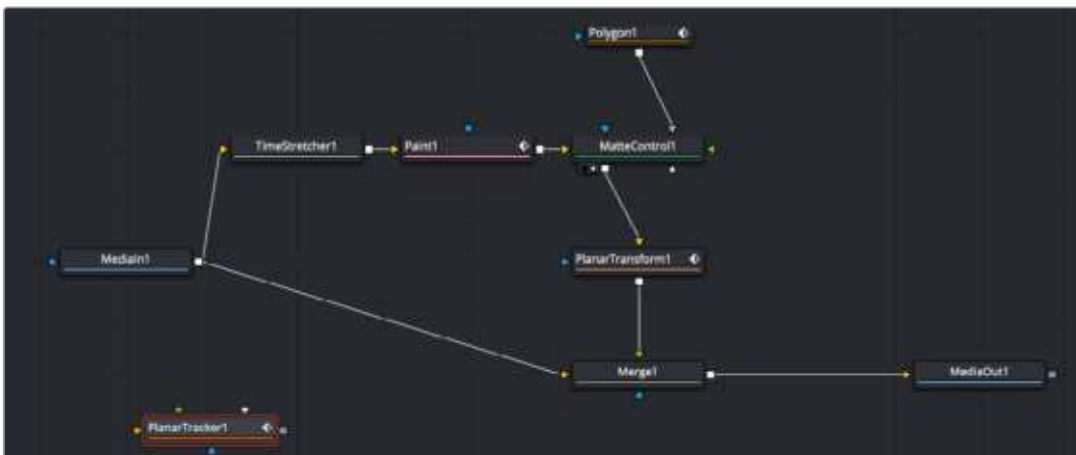 Polygon1
TimeStretcher1
Paint1
MatteControl1
MediaIn1
PlanarTransform1
Merge1
MediaOut1
PlanarTracker1